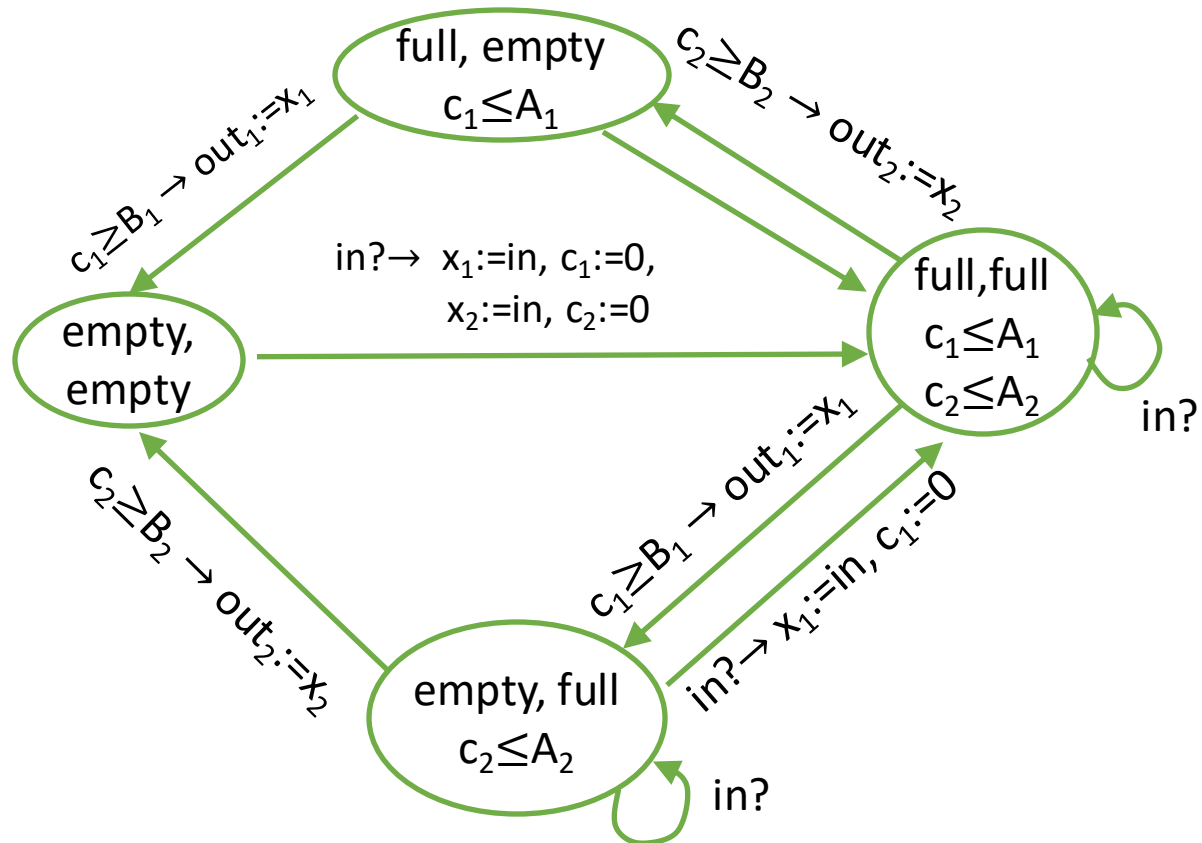 full, empty
c₁≤A₁
c₂≥B₂ → out₂:=x₂
c₁≥B₁ → out₁:=x₁
in?→ x₁:=in, c₁:=0,
x₂:=in, c₂:=0
full,full
c₁≤A₁
c₂≤A₂
empty,
empty
in?
c₁≥B₁ → out₁:=x₁
in?→ x₁:=in, c₁:=0
c₂≥B₂ → out₂:=x₂
empty, full
c₂≤A₂
in?